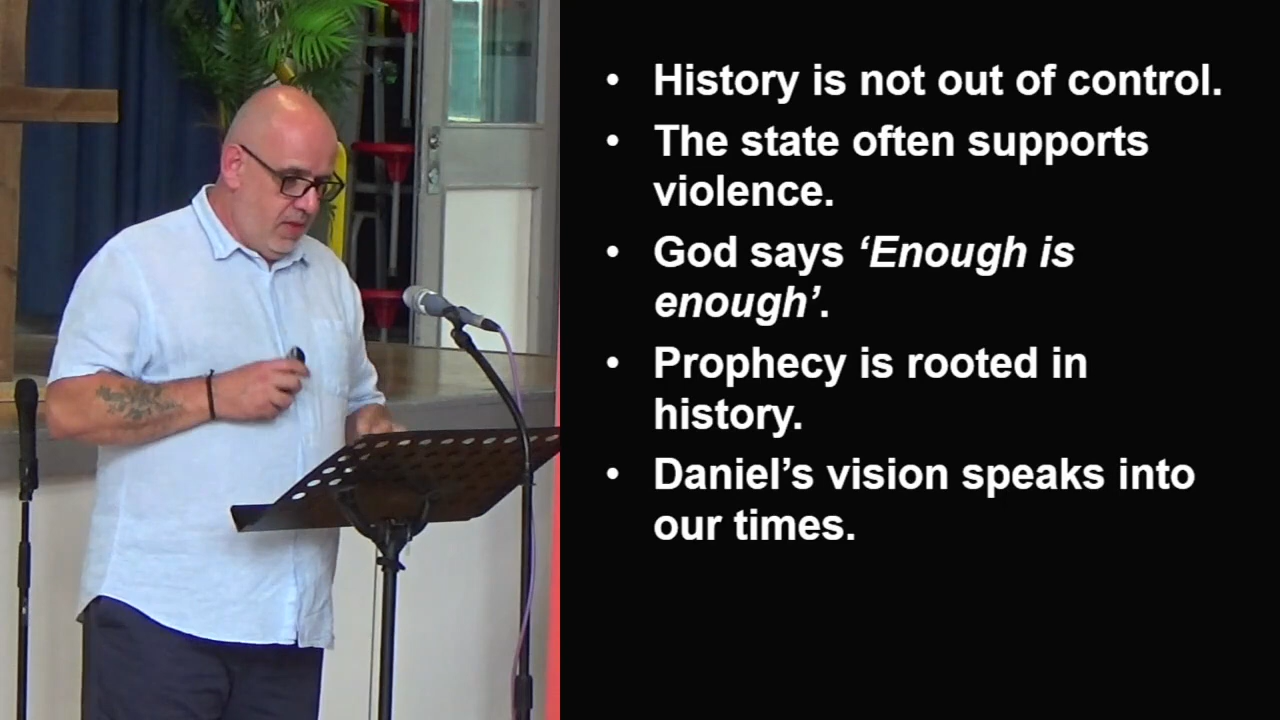 • History is not out of control.
• The state often supports
violence.
• God says ‘Enough is
enough’.
• Prophecy is rooted in
history.
• Daniel’s vision speaks into
our times.